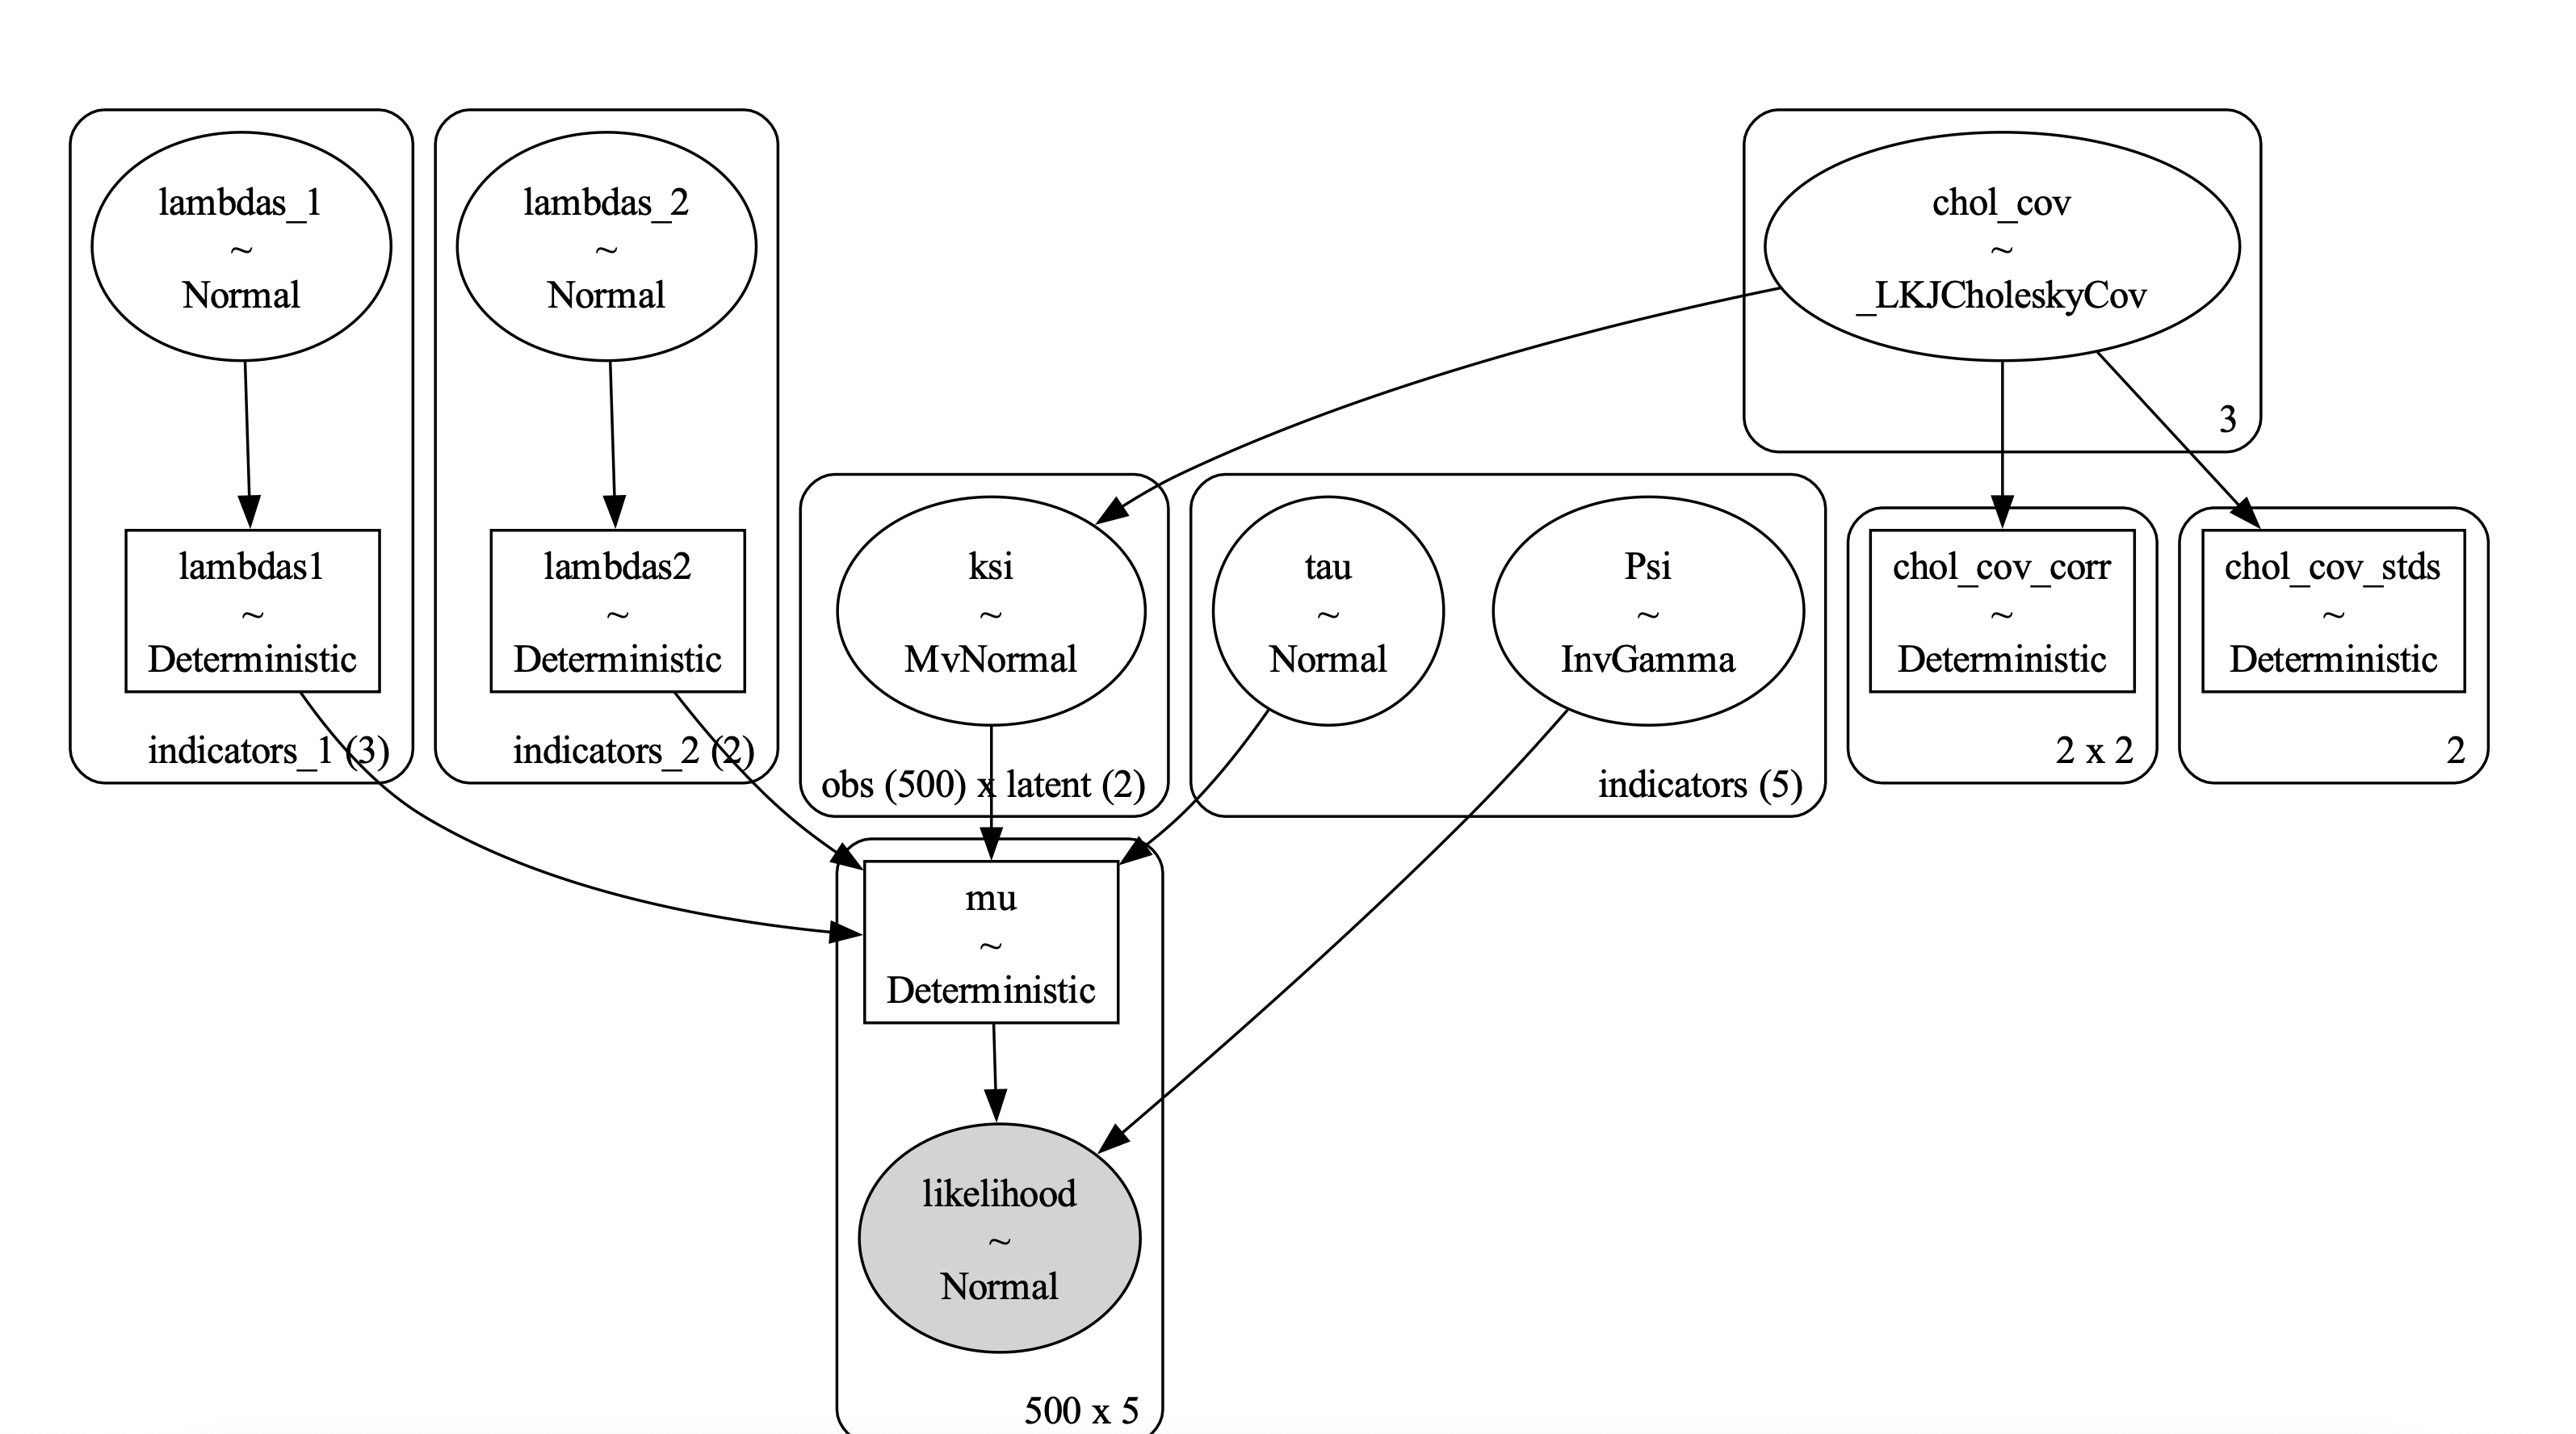 lambdas_1
~
Normal
lambdas_2
~
Normal
chol_cov
~
_LKJCholeskyCov
3
lambdas1
~
Deterministic
indicators_1 (3)
lambdas2
~
Deterministic
indicators_2 (2)
ksi
~
MvNormal
obs (500) x latent (2)
tau
~
Normal
Psi
~
InvGamma
indicators (5)
chol_cov_corr
~
Deterministic
2 x 2
chol_cov_stds
~
Deterministic
2
mu
~
Deterministic
likelihood
~
Normal
500 x 5